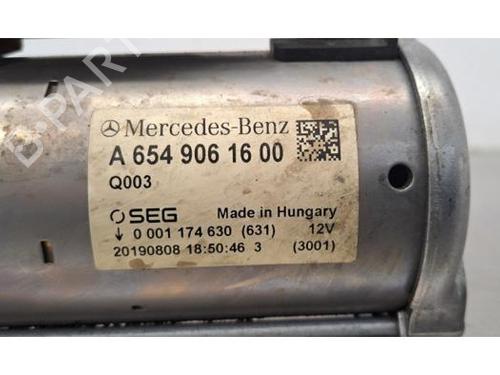 Mercedes-Benz
A 654 906 16 00
Q003
SEG Made in Hungary
↓ 0 001 174 630 (631) 12V
20190808 18:50:46 3 (3001)
B-PARTS